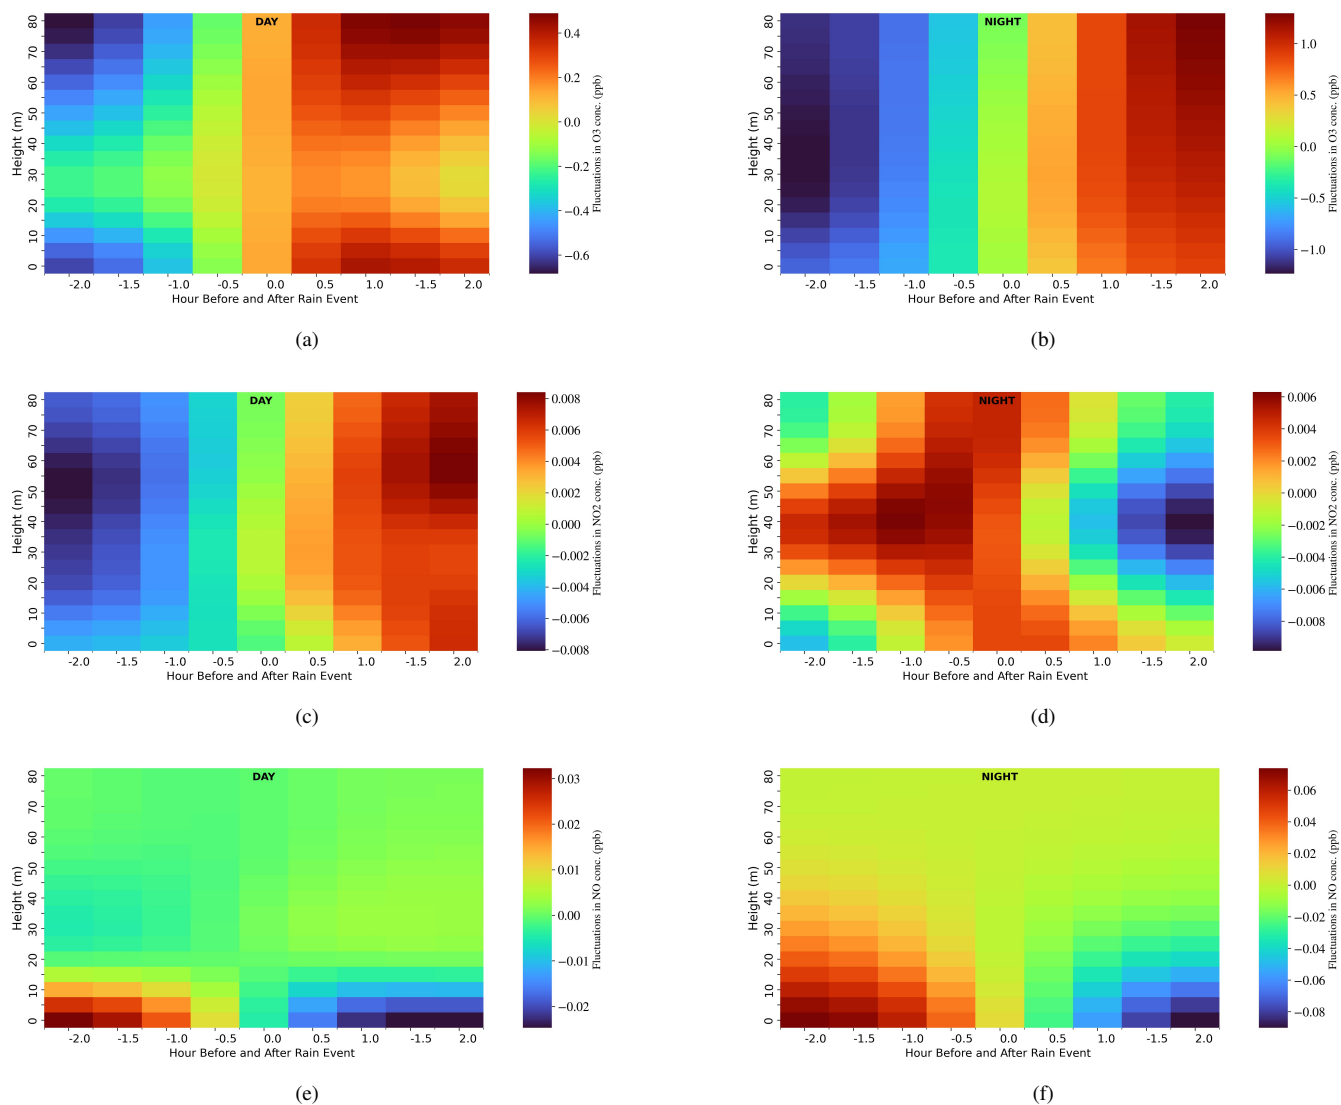 DAY
80
70
60
50
40
30
20
10
0
Height (m)
-2.0 -1.5 -1.0 -0.5 0.0 0.5 1.0 -1.5 2.0
Hour Before and After Rain Event
0.4
0.2
0.0
−0.2
−0.4
−0.6
Fluctuations in O3 conc. (ppb)
(a)
NIGHT
80
70
60
50
40
30
20
10
0
Height (m)
-2.0 -1.5 -1.0 -0.5 0.0 0.5 1.0 -1.5 2.0
Hour Before and After Rain Event
1.0
0.5
0.0
−0.5
−1.0
Fluctuations in O3 conc. (ppb)
(b)
DAY
80
70
60
50
40
30
20
10
0
Height (m)
-2.0 -1.5 -1.0 -0.5 0.0 0.5 1.0 -1.5 2.0
Hour Before and After Rain Event
0.008
0.006
0.004
0.002
0.000
−0.002
−0.004
−0.006
−0.008
Fluctuations in NO2 conc. (ppb)
(c)
NIGHT
80
70
60
50
40
30
20
10
0
Height (m)
-2.0 -1.5 -1.0 -0.5 0.0 0.5 1.0 -1.5 2.0
Hour Before and After Rain Event
0.006
0.004
0.002
0.000
−0.002
−0.004
−0.006
−0.008
Fluctuations in NO2 conc. (ppb)
(d)
DAY
80
70
60
50
40
30
20
10
0
Height (m)
-2.0 -1.5 -1.0 -0.5 0.0 0.5 1.0 -1.5 2.0
Hour Before and After Rain Event
0.03
0.02
0.01
0.00
−0.01
−0.02
Fluctuations in NO conc. (ppb)
(e)
NIGHT
80
70
60
50
40
30
20
10
0
Height (m)
-2.0 -1.5 -1.0 -0.5 0.0 0.5 1.0 -1.5 2.0
Hour Before and After Rain Event
0.06
0.04
0.02
0.00
−0.02
−0.04
−0.06
−0.08
Fluctuations in NO conc. (ppb)
(f)